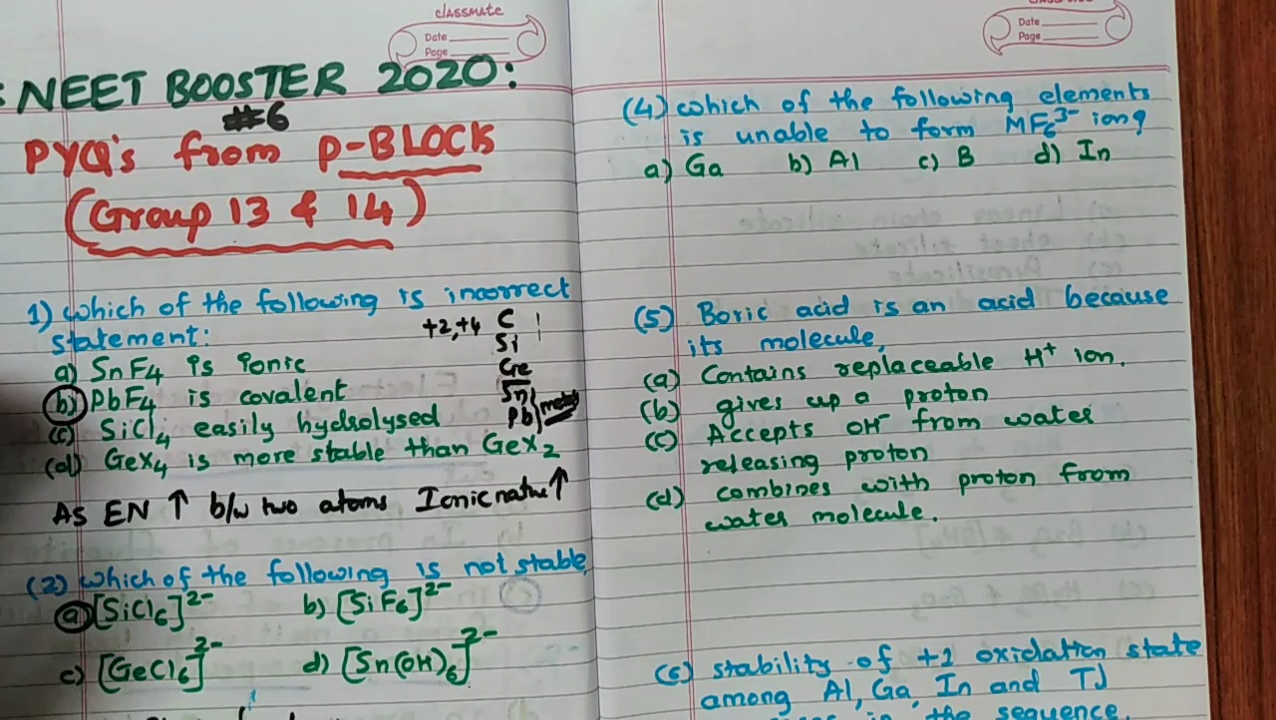 classmate
Date
Page
NEET BOOSTER 2020:
#6
PYQ's from p-BLOCK
(Group 13 & 14)
1) which of the following is incorrect
statement:
a) SnF4 is ionic
b) PbF4 is covalent
(c) SiCl4 easily hydrolysed
(d) GeX4 is more stable than GeX2
+2,+4 C
Si
Ge
Sn
Pb
As EN ↑ b/w two atoms Ionic nature ↑
(2) which of the following is not stable
a) [SiCl6]2- b) [SiF6]2-
c) [GeCl6]2- d) [Sn(OH)6]2-
Date
Page
(4) which of the following elements
is unable to form MF6 3- ion?
a) Ga b) Al c) B d) In
(5) Boric acid is an acid because
its molecule,
(a) Contains replaceable H+ ion.
(b) gives up a proton
(c) Accepts OH- from water
releasing proton
(d) combines with proton from
water molecule.
(6) stability of +1 oxidation state
among Al, Ga, In and Tl
in the sequence.